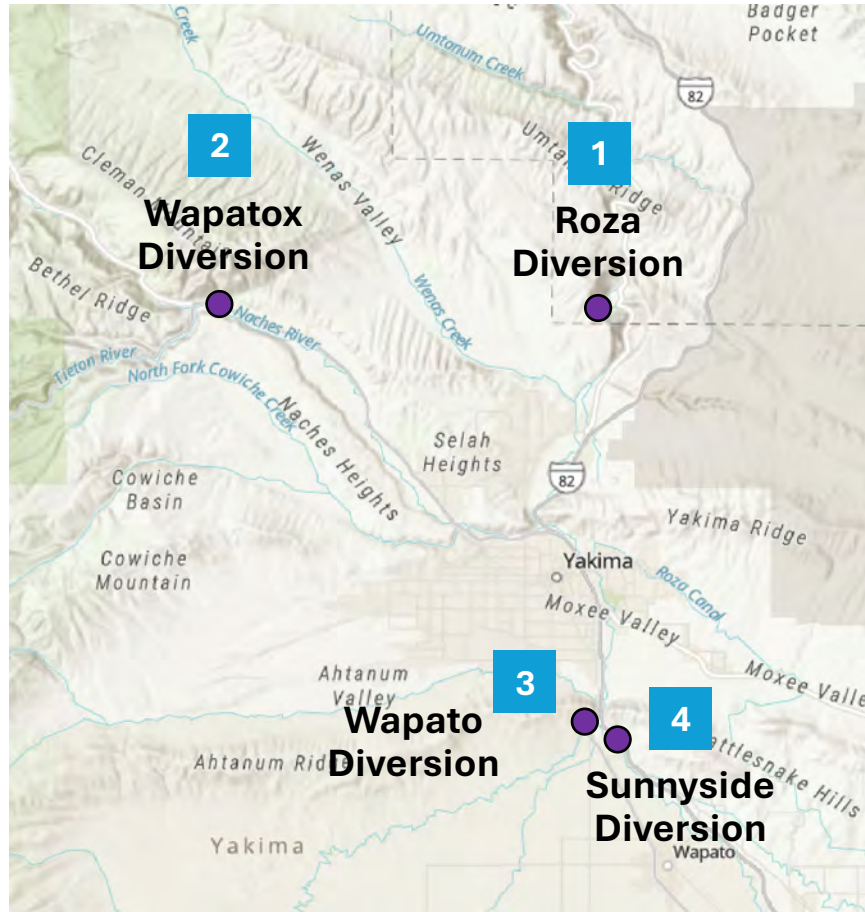 Badger
Pocket
Creek
Umtanum Creek
82
2
1
Cleman Mountain
Wenas Valley
Ridge
Wapatox
Diversion
Roza
Diversion
Bethel Ridge
Wenas Creek
Naches River
Tieton River
North Fork Cowiche Creek
Naches Heights
Selah
Heights
82
Cowiche
Basin
Yakima Ridge
Cowiche
Mountain
Yakima
Roza Canal
Moxee Valley
Ahtanum
Valley
3
Moxee Valle
4
Wapato
Diversion
Ahtanum Ridge
attlesnake Hills
Sunnyside
Diversion
Yakima
Wapato